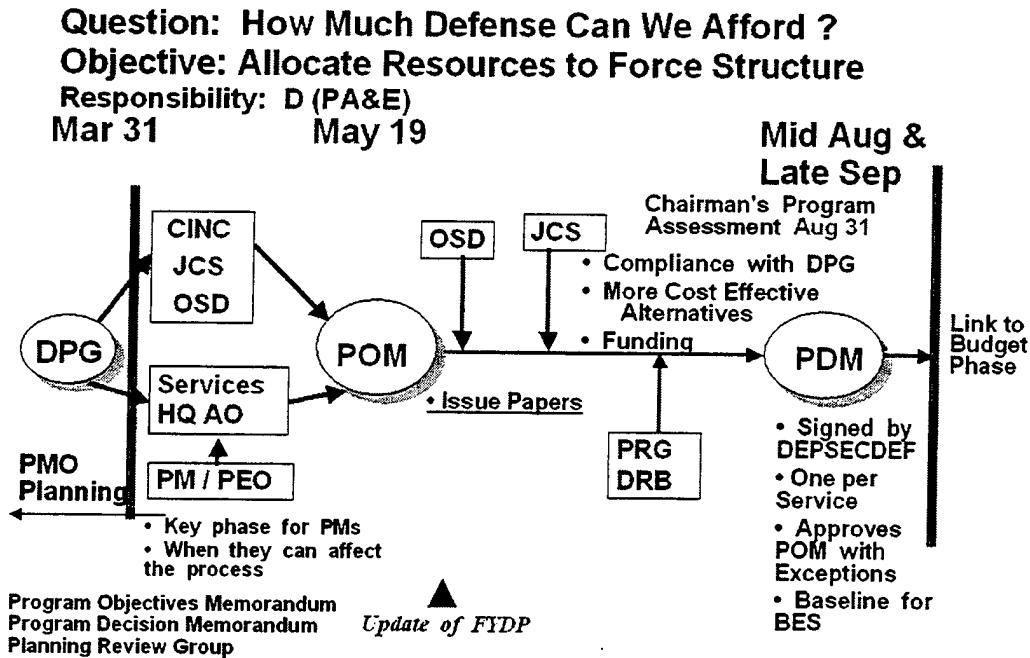 Question: How Much Defense Can We Afford ?
Objective: Allocate Resources to Force Structure
Responsibility: D (PA&E)
Mar 31
May 19
Mid Aug &
Late Sep
Chairman's Program
Assessment Aug 31
CINC
JCS
OSD
OSD
JCS
• Compliance with DPG
• More Cost Effective
Alternatives
• Funding
DPG
POM
PDM
Link to
Budget
Phase
Services
HQ AO
• Issue Papers
PM / PEO
PRG
DRB
• Signed by
DEPSECDEF
• One per
Service
• Approves
POM with
Exceptions
• Baseline for
BES
PMO
Planning
• Key phase for PMs
• When they can affect
the process
Program Objectives Memorandum
Program Decision Memorandum
Planning Review Group
Update of FYDP